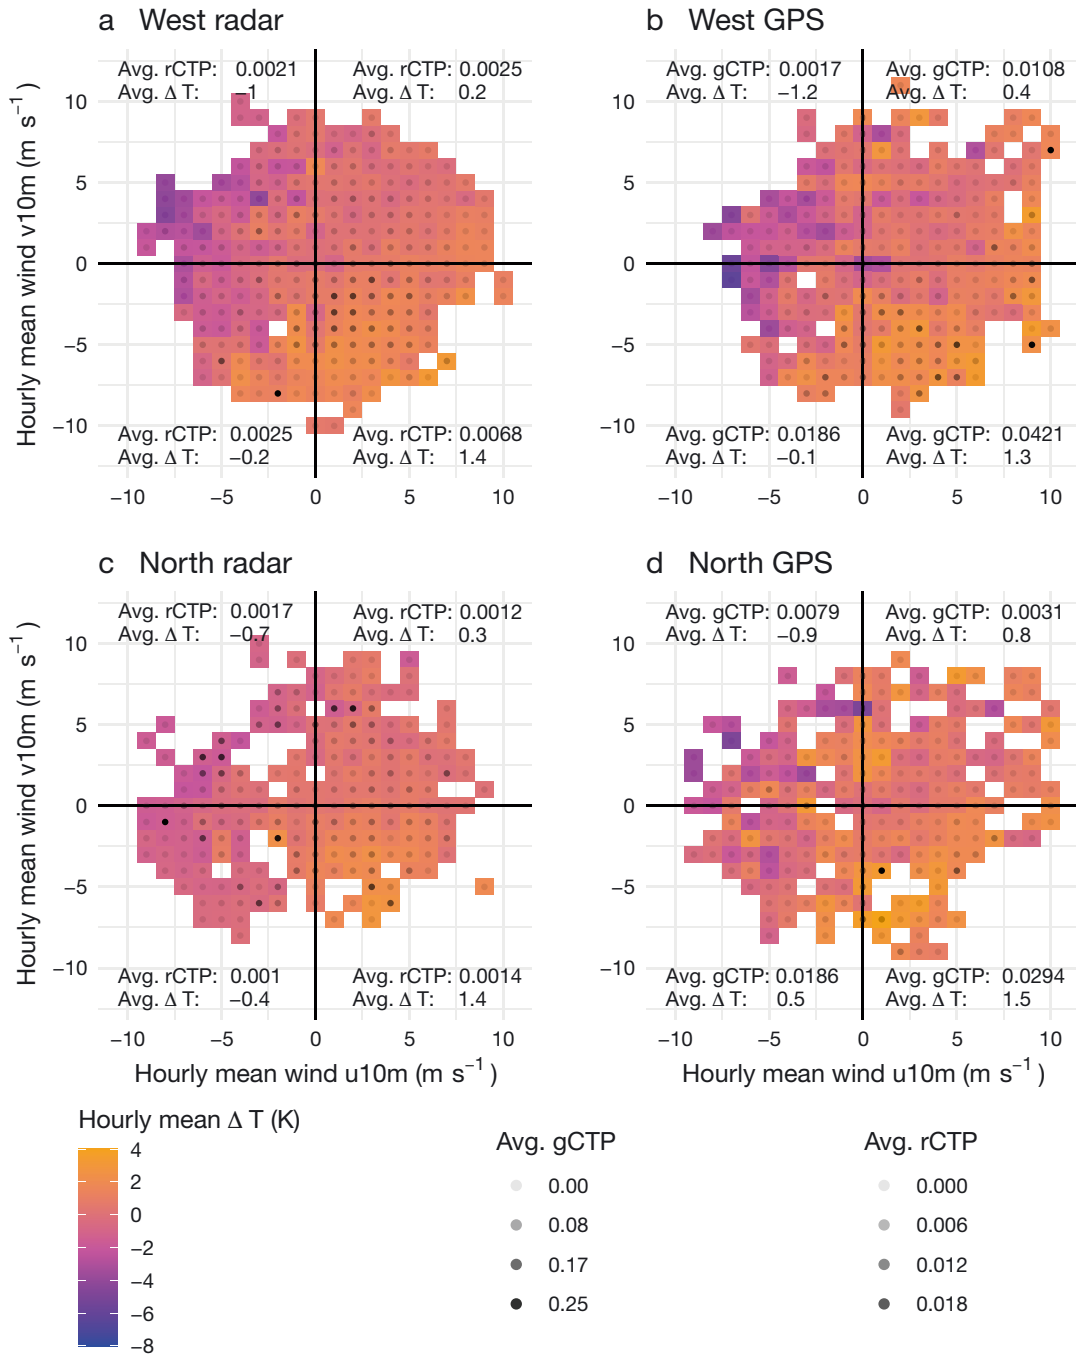 a West radar
b West GPS
Avg. rCTP: 0.0021
Avg. Δ T: −1
Avg. rCTP: 0.0025
Avg. Δ T: 0.2
Avg. gCTP: 0.0017
Avg. Δ T: −1.2
Avg. gCTP: 0.0108
Avg. Δ T: 0.4
Hourly mean wind v10m (m s⁻¹)
10
5
0
−5
−10
10
5
0
−5
−10
Avg. rCTP: 0.0025
Avg. Δ T: −0.2
Avg. rCTP: 0.0068
Avg. Δ T: 1.4
Avg. gCTP: 0.0186
Avg. Δ T: −0.1
Avg. gCTP: 0.0421
Avg. Δ T: 1.3
−10 −5 0 5 10
−10 −5 0 5 10
c North radar
d North GPS
Avg. rCTP: 0.0017
Avg. Δ T: −0.7
Avg. rCTP: 0.0012
Avg. Δ T: 0.3
Avg. gCTP: 0.0079
Avg. Δ T: −0.9
Avg. gCTP: 0.0031
Avg. Δ T: 0.8
Hourly mean wind v10m (m s⁻¹)
10
5
0
−5
−10
10
5
0
−5
−10
Avg. rCTP: 0.001
Avg. Δ T: −0.4
Avg. rCTP: 0.0014
Avg. Δ T: 1.4
Avg. gCTP: 0.0186
Avg. Δ T: 0.5
Avg. gCTP: 0.0294
Avg. Δ T: 1.5
−10 −5 0 5 10
−10 −5 0 5 10
Hourly mean wind u10m (m s⁻¹)
Hourly mean wind u10m (m s⁻¹)
Hourly mean Δ T (K)
4
2
0
−2
−4
−6
−8
Avg. gCTP
0.00
0.08
0.17
0.25
Avg. rCTP
0.000
0.006
0.012
0.018